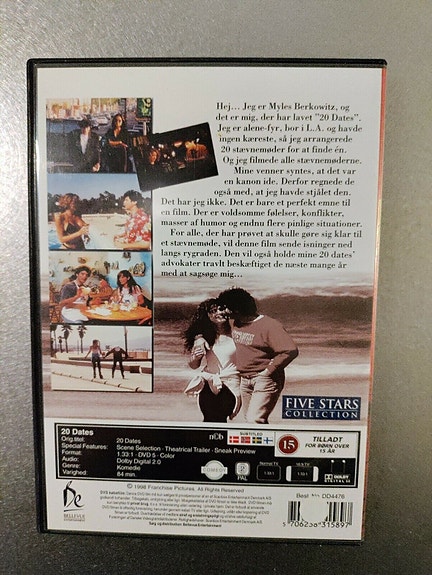 Hej... Jeg er Myles Berkowitz, og
det er mig, der har lavet "20 Dates".
Jeg er alene-fyr, bor i L.A. og havde
ingen kæreste, så jeg arrangerede
20 stævnemøder for at finde én.
Og jeg filmede alle stævnemøderne.
Mine venner syntes, at det var
en kanon ide. Derfor regnede de
også med, at jeg havde stjålet den.
Det har jeg ikke. Det er bare et perfekt emne til
en film. Der er voldsomme følelser, konflikter,
masser af humor og endnu flere pinlige situationer.
For alle, der har prøvet at skulle gøre sig klar til
et stævnemøde, vil denne film sende isninger ned
langs rygraden. Den vil også holde mine 20 dates'
advokater travlt beskæftiget de næste mange år
med at sagsøge mig...
FIVE STARS
COLLECTION
20 Dates
Orig.titel: 20 Dates
Special Features: Scene Selection · Theatrical Trailer · Sneak Preview
Format: 1.33:1 · DVD 5 · Color
Audio: Dolby Digital 2.0
Genre: Komedie
Varighed: 84 min.
ncb
SUBTITLED
15
TILLADT
FOR BØRN OVER
15 ÅR
2
PAL
DOLBY
DIGITAL
© 1998 Franchise Pictures. All Rights Reserved
BELLEVUE
Best DD4476
5 706238 315897